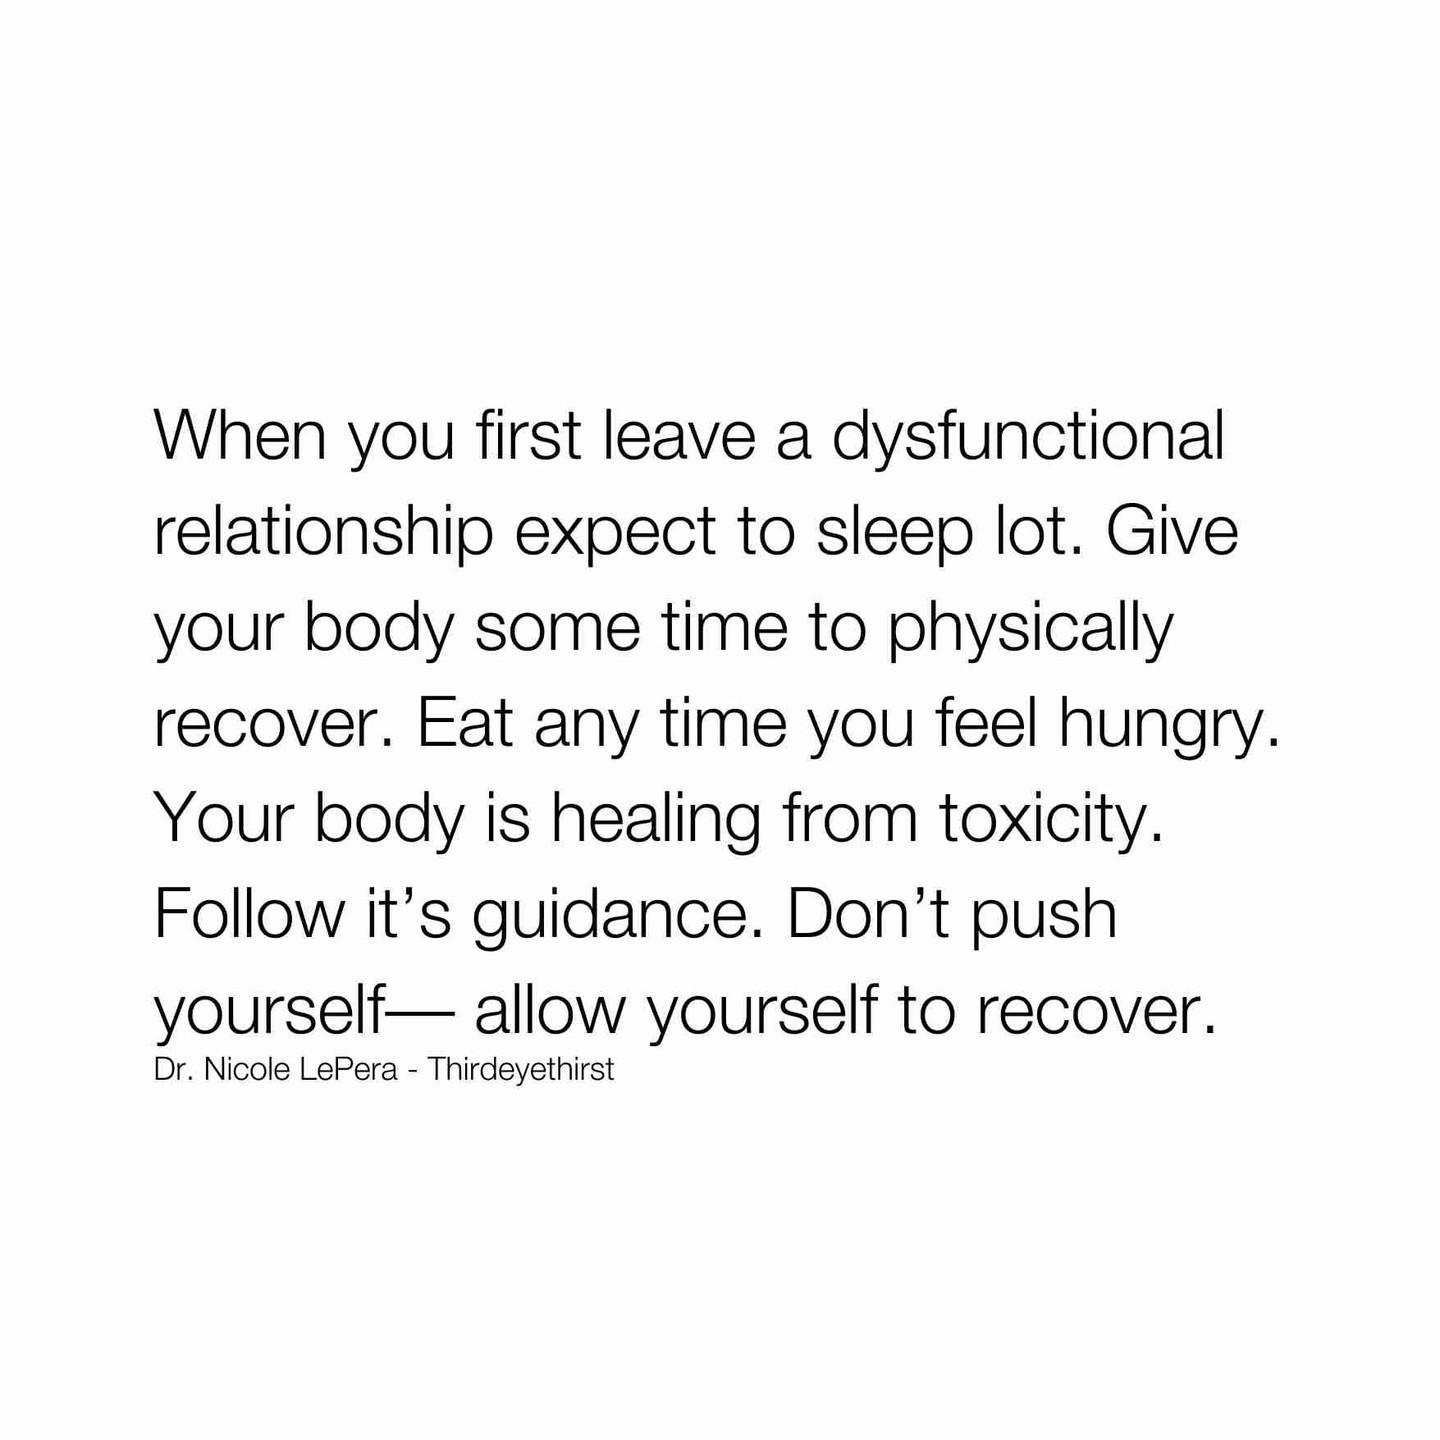 When you first leave a dysfunctional
relationship expect to sleep lot. Give
your body some time to physically
recover. Eat any time you feel hungry.
Your body is healing from toxicity.
Follow it’s guidance. Don’t push
yourself— allow yourself to recover.
Dr. Nicole LePera - Thirdeyethirst